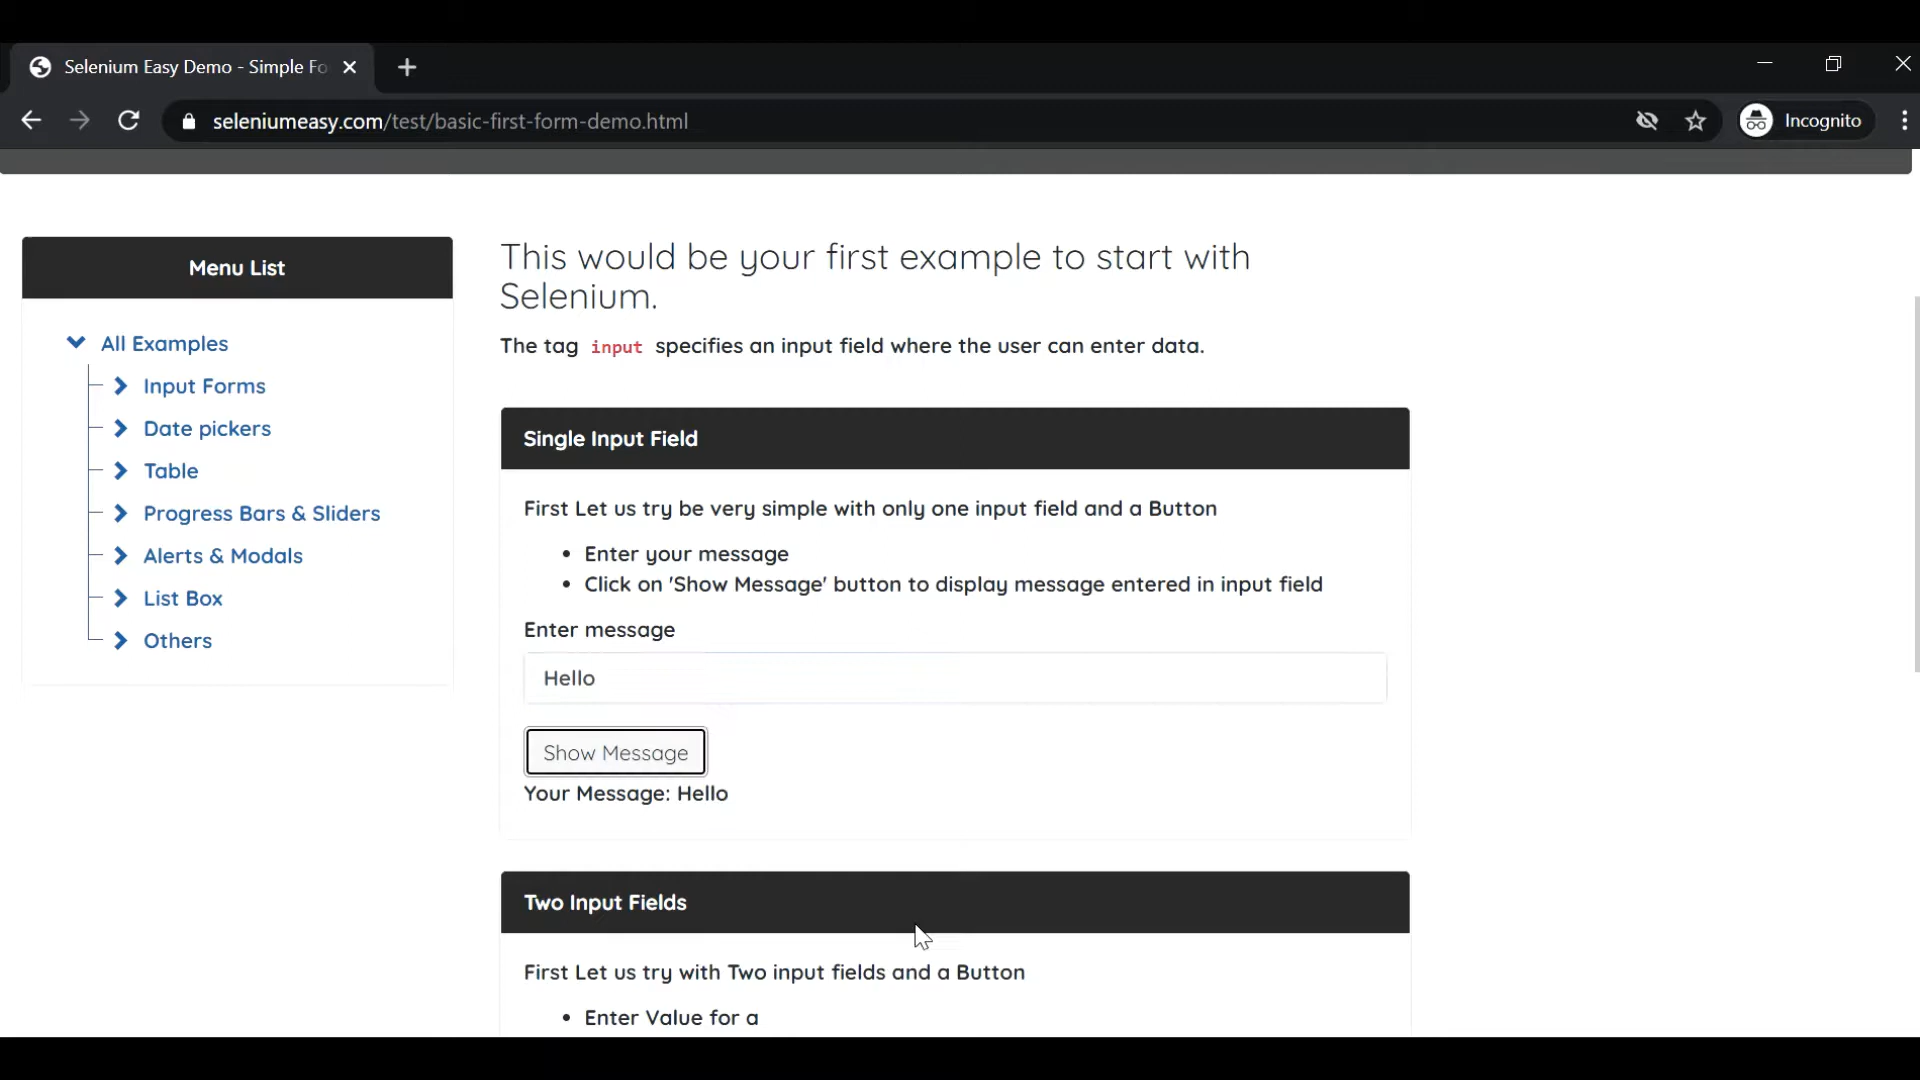 Selenium Easy Demo - Simple Fo
seleniumeasy.com/test/basic-first-form-demo.html
Incognito
Menu List
All Examples
Input Forms
Date pickers
Table
Progress Bars & Sliders
Alerts & Modals
List Box
Others
This would be your first example to start with
Selenium.
The tag input specifies an input field where the user can enter data.
Single Input Field
First Let us try be very simple with only one input field and a Button
• Enter your message
• Click on 'Show Message' button to display message entered in input field
Enter message
Hello
Show Message
Your Message: Hello
Two Input Fields
First Let us try with Two input fields and a Button
• Enter Value for a